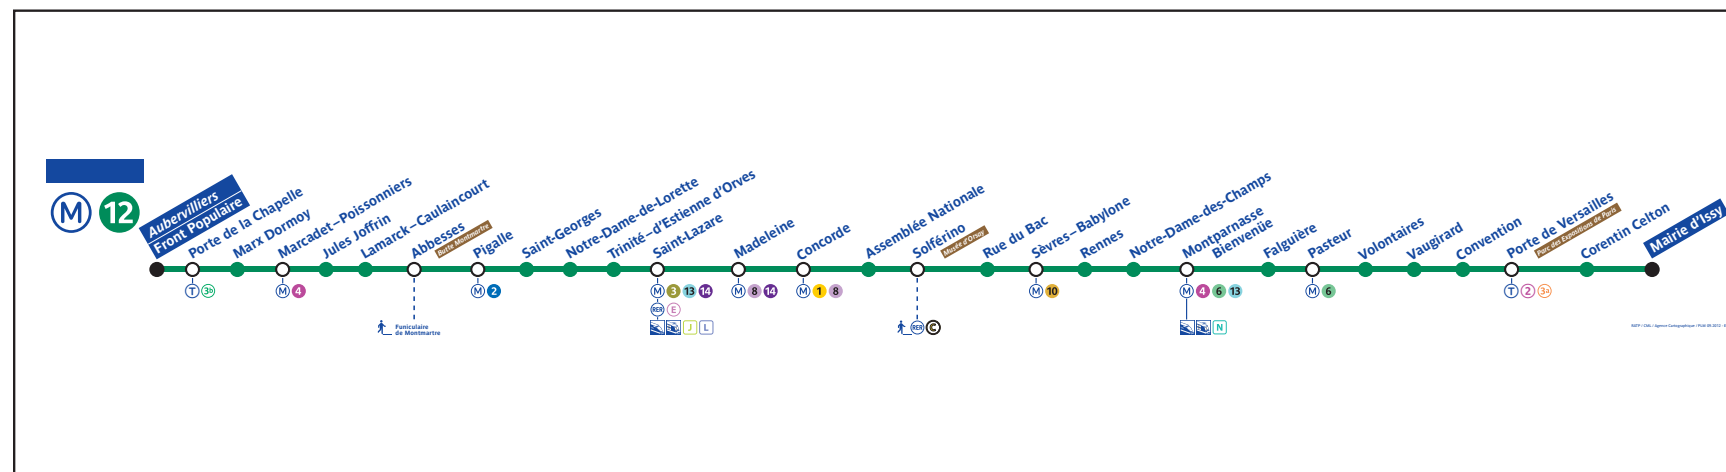 M 12
Aubervilliers
Front Populaire
Porte de la Chapelle
Marx Dormoy
Marcadet–Poissonniers
Jules Joffrin
Lamarck–Caulaincourt
Abbesses
Butte Montmartre
Pigalle
Saint-Georges
Notre-Dame-de-Lorette
Trinité–d'Estienne d'Orves
Saint-Lazare
Madeleine
Concorde
Assemblée Nationale
Solférino
Musée d'Orsay
Rue du Bac
Sèvres–Babylone
Rennes
Notre-Dame-des-Champs
Montparnasse
Bienvenüe
Falguière
Pasteur
Volontaires
Vaugirard
Convention
Porte de Versailles
Parc des Expositions de Paris
Corentin Celton
Mairie d'Issy
T 3b
M 4
M 2
M 3 13 14
M 8 14
M 1 8
M 10
M 4 6 13
M 6
T 2 3a
RER E
Funiculaire
de Montmartre
J L
RER C
N